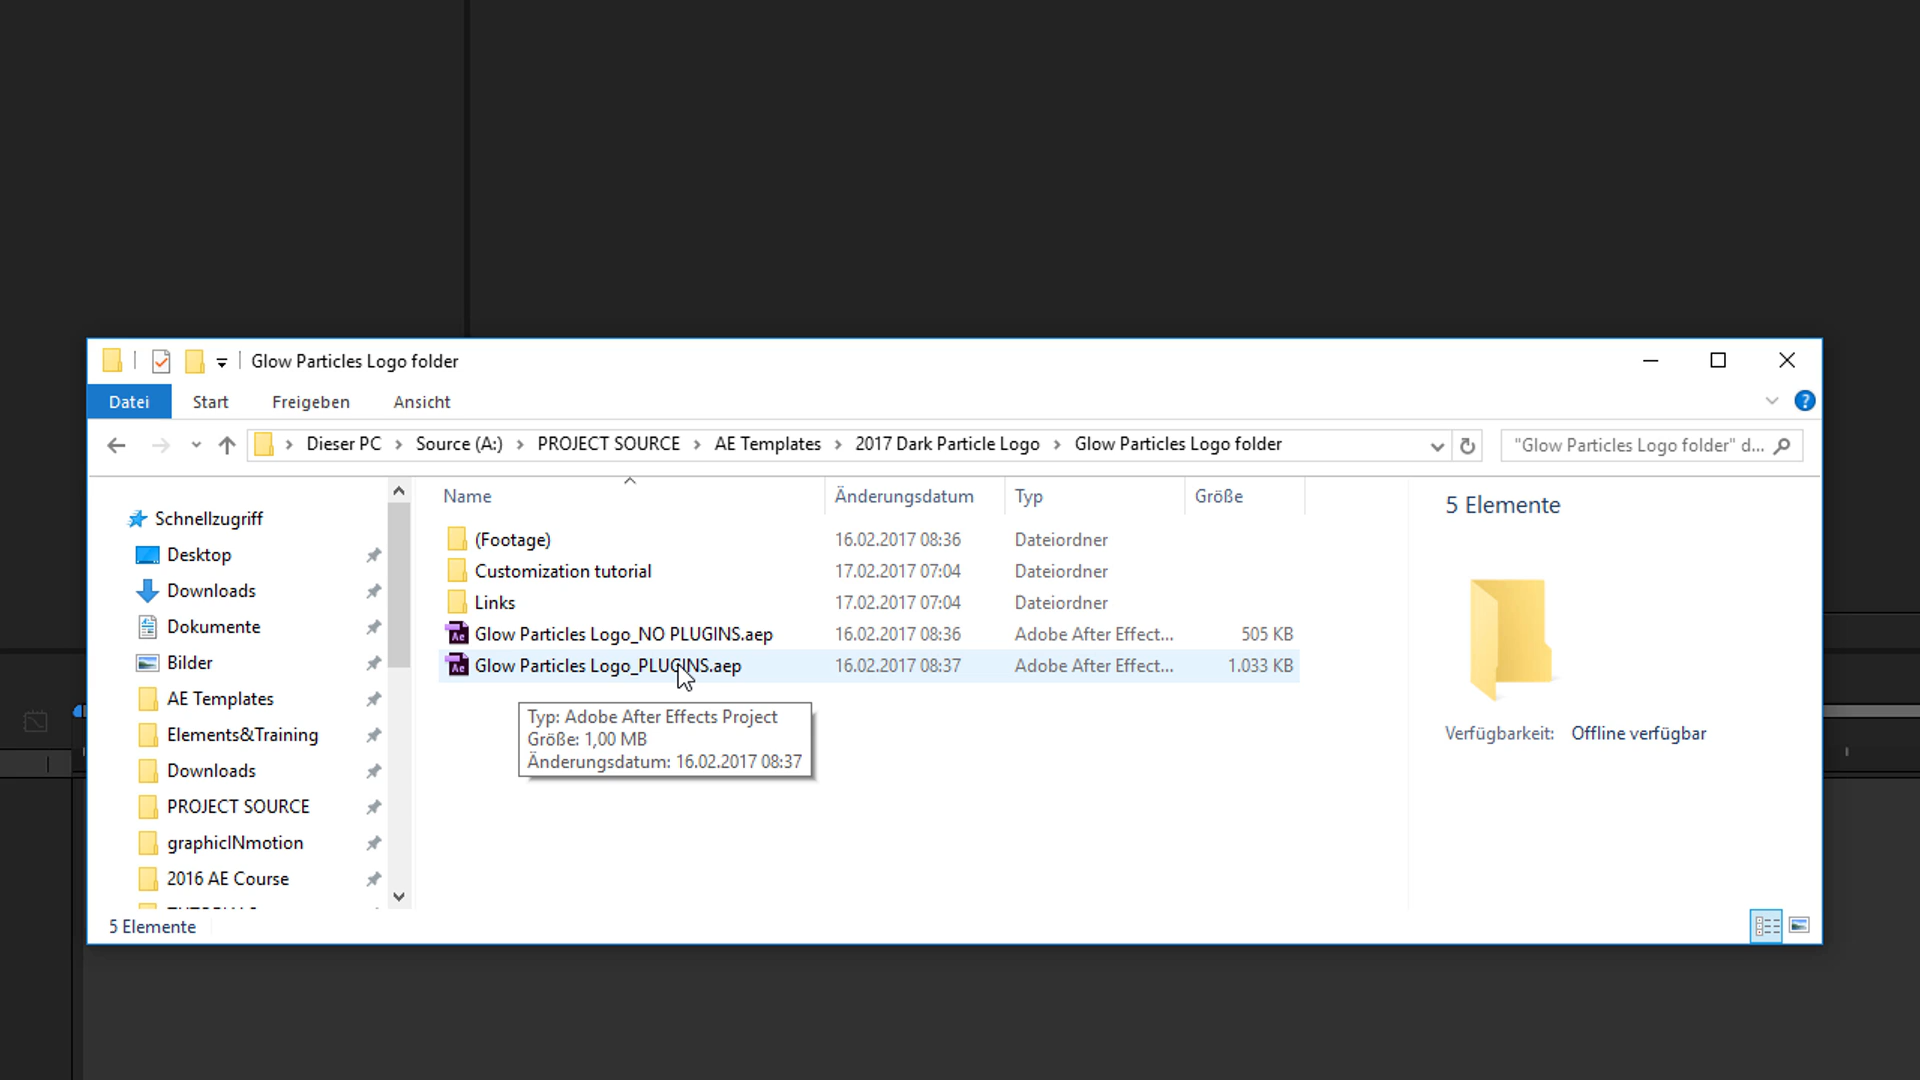 Glow Particles Logo folder
Datei Start Freigeben Ansicht
Dieser PC Source (A:) PROJECT SOURCE AE Templates 2017 Dark Particle Logo Glow Particles Logo folder
"Glow Particles Logo folder" d...
Schnellzugriff
Desktop
Downloads
Dokumente
Bilder
AE Templates
Elements&Training
Downloads
PROJECT SOURCE
graphicINmotion
2016 AE Course
Name Änderungsdatum Typ Größe
(Footage) 16.02.2017 08:36 Dateiordner
Customization tutorial 17.02.2017 07:04 Dateiordner
Links 17.02.2017 07:04 Dateiordner
Glow Particles Logo_NO PLUGINS.aep 16.02.2017 08:36 Adobe After Effect... 505 KB
Glow Particles Logo_PLUGINS.aep 16.02.2017 08:37 Adobe After Effect... 1.033 KB
Typ: Adobe After Effects Project
Größe: 1,00 MB
Änderungsdatum: 16.02.2017 08:37
5 Elemente
Verfügbarkeit: Offline verfügbar
5 Elemente